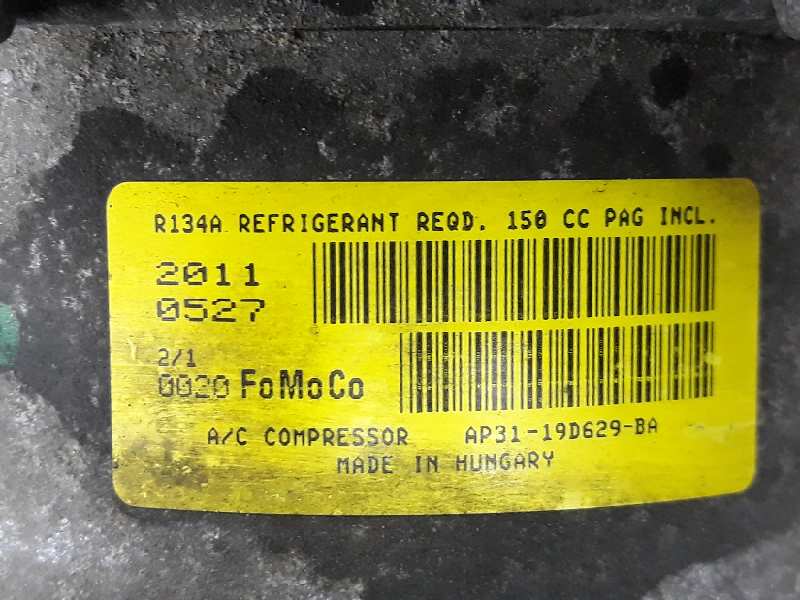 R134A REFRIGERANT REQD. 150 CC PAG INCL.
2011
0527
2/1
0020 FoMoCo
A/C COMPRESSOR AP31-19D629-BA
MADE IN HUNGARY